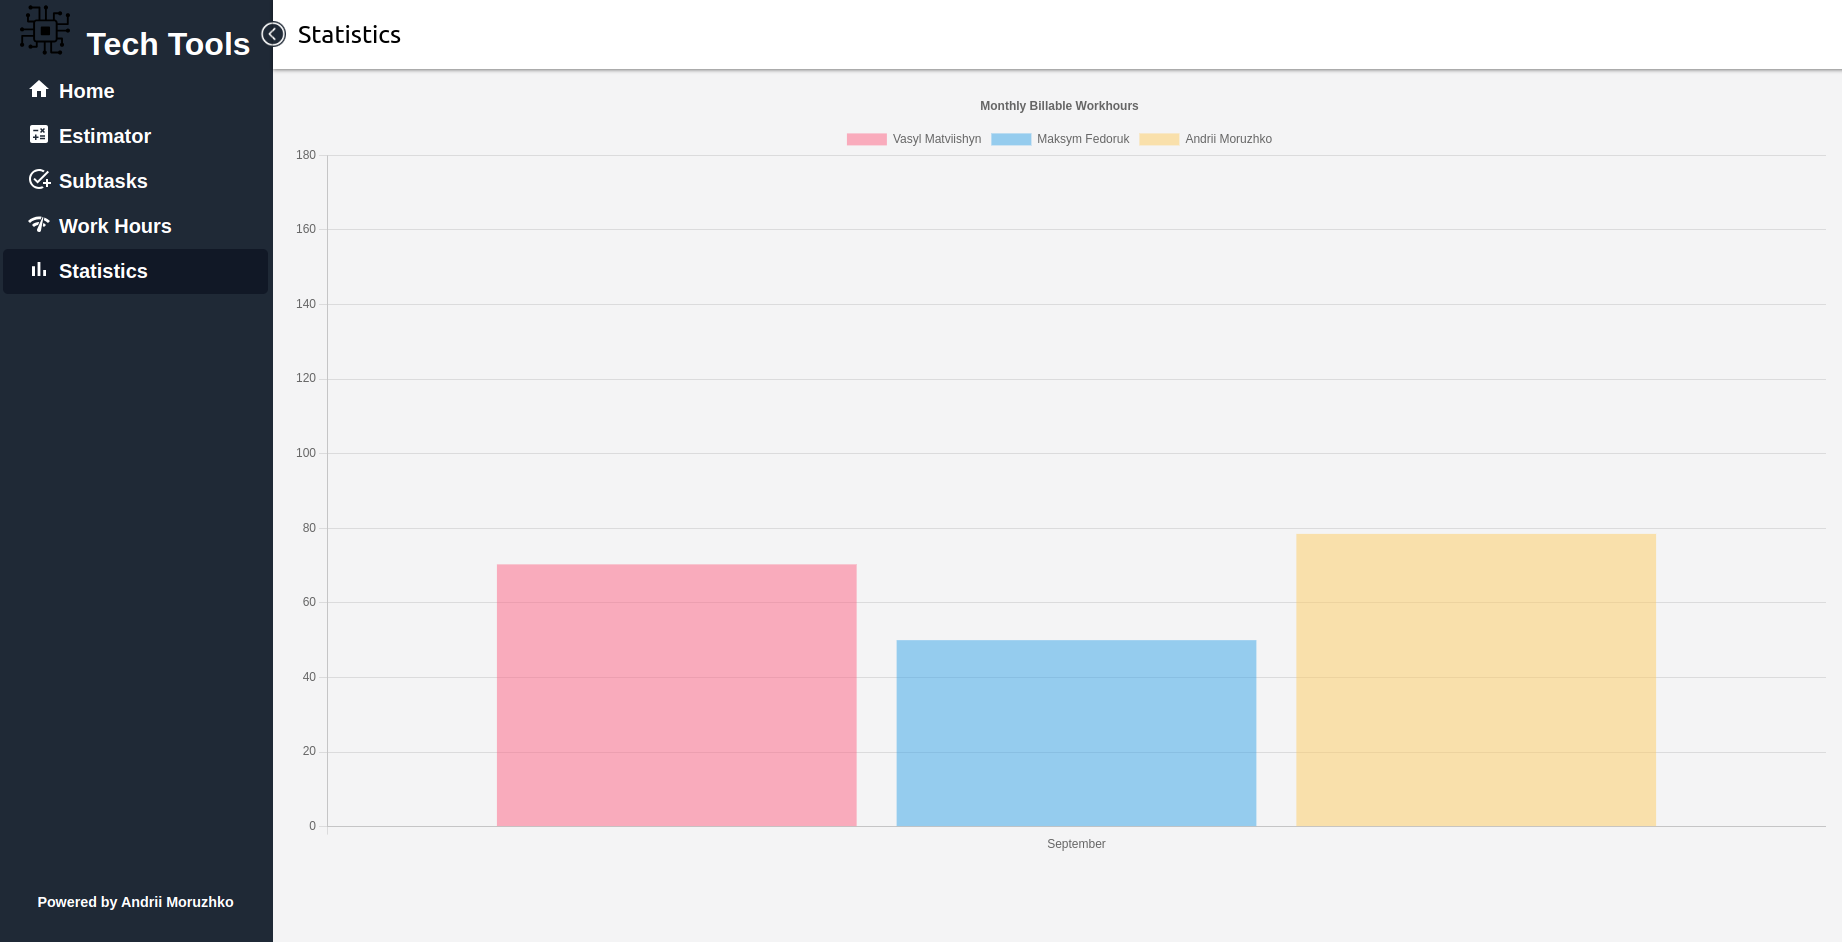 Tech Tools
Home
Estimator
Subtasks
Work Hours
Statistics
Powered by Andrii Moruzhko
Statistics
Monthly Billable Workhours
Vasyl Matviishyn Maksym Fedoruk Andrii Moruzhko
180
160
140
120
100
80
60
40
20
0
September